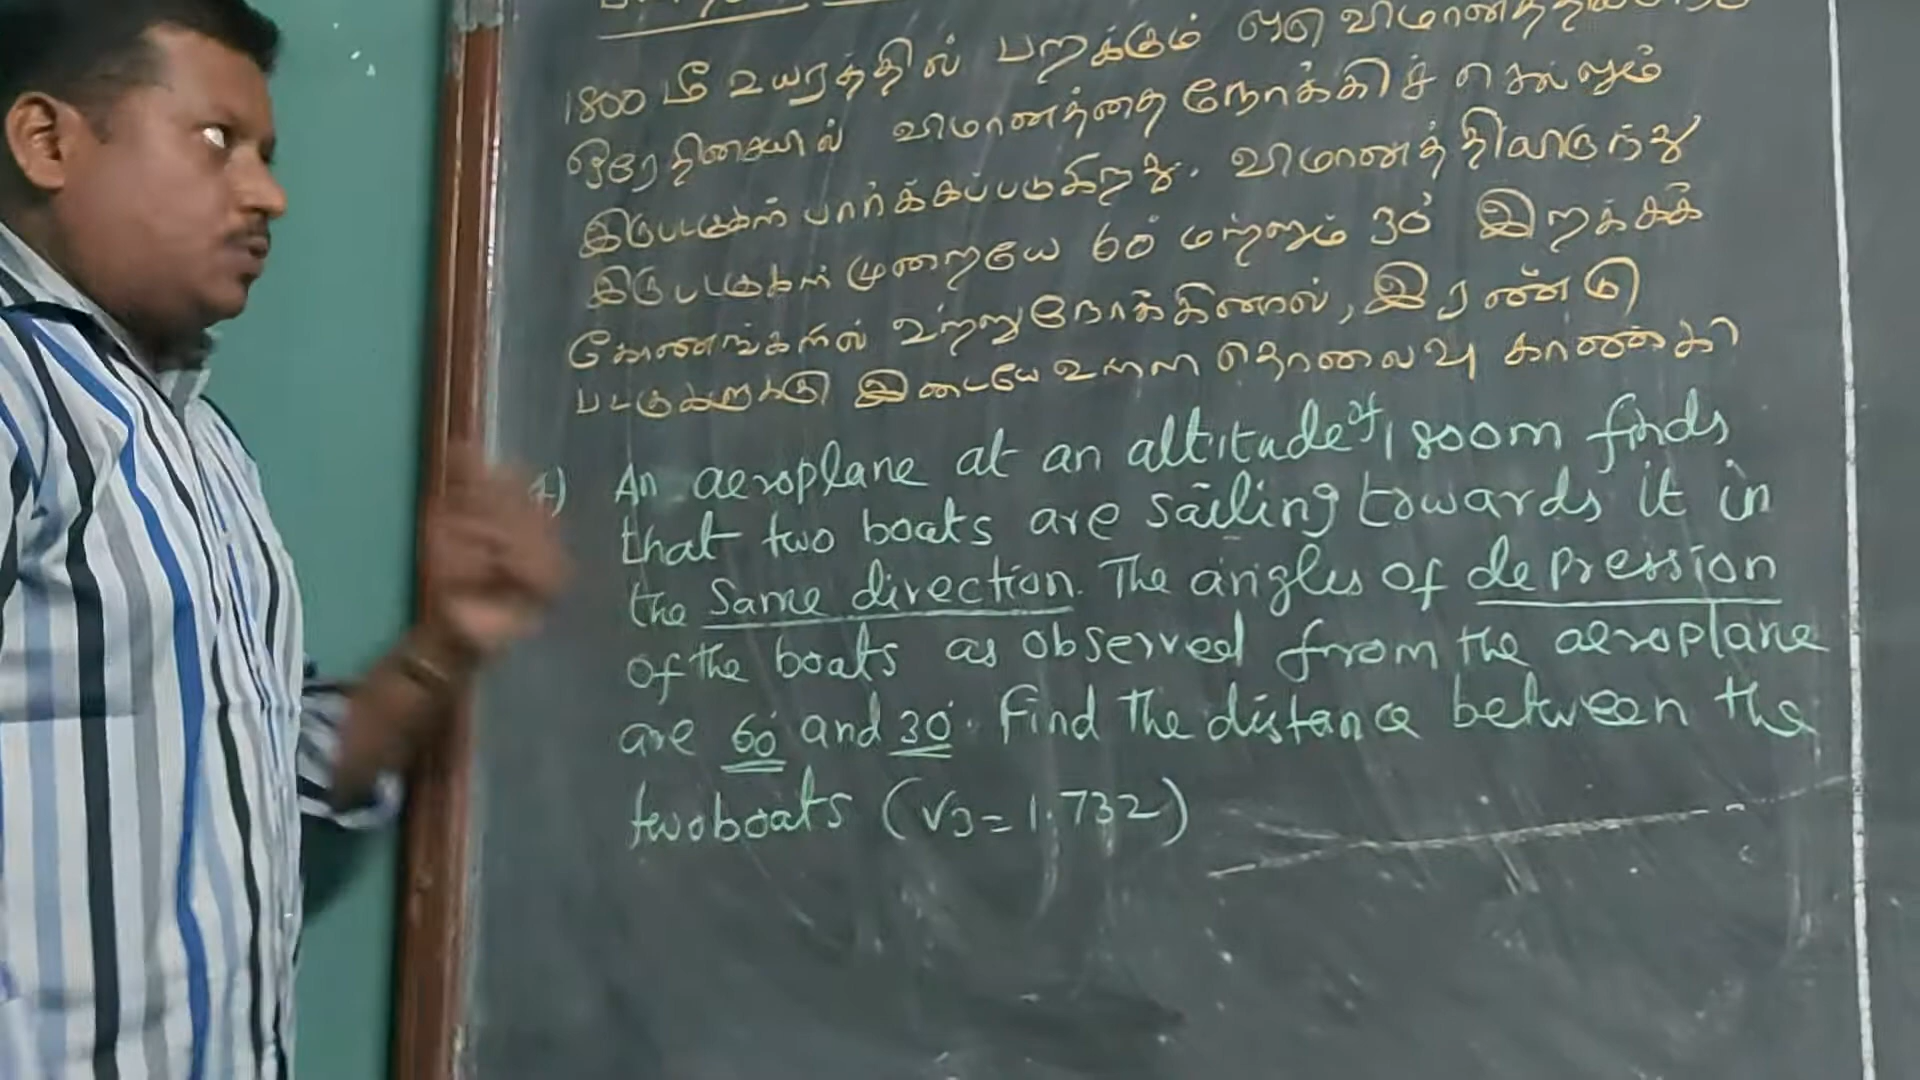 1800 மீ உயரத்தில் பறக்கும் ஒரு விமானத்திலிருந்து
ஒரே திசையில் விமானத்தை நோக்கிச் செல்லும்
இருபடகுகள் பார்க்கப்படுகிறது. விமானத்திலிருந்து
இருபடகுகள் முறையே 60° மற்றும் 30° இறக்கக்
கோணங்களில் உற்றுநோக்கினால், இரண்டு
படகுகளுக்கு இடையே உள்ள தொலைவு காண்க
4) An aeroplane at an altitude of 1800m finds
that two boats are sailing towards it in
the same direction. The angles of depression
of the boats as observed from the aeroplane
are 60° and 30°. Find the distance between the
two boats (√3 = 1.732)